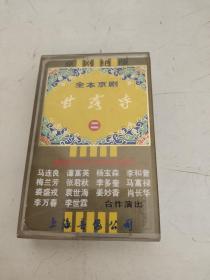 全本京剧
甘露寺
二
马连良 谭富英 杨宝森 李和曾
梅兰芳 张君秋 李多奎 马富禄
裘盛戎 袁世海 姜妙香 肖长华
李万春 李世霖 合作演出
上海音像公司